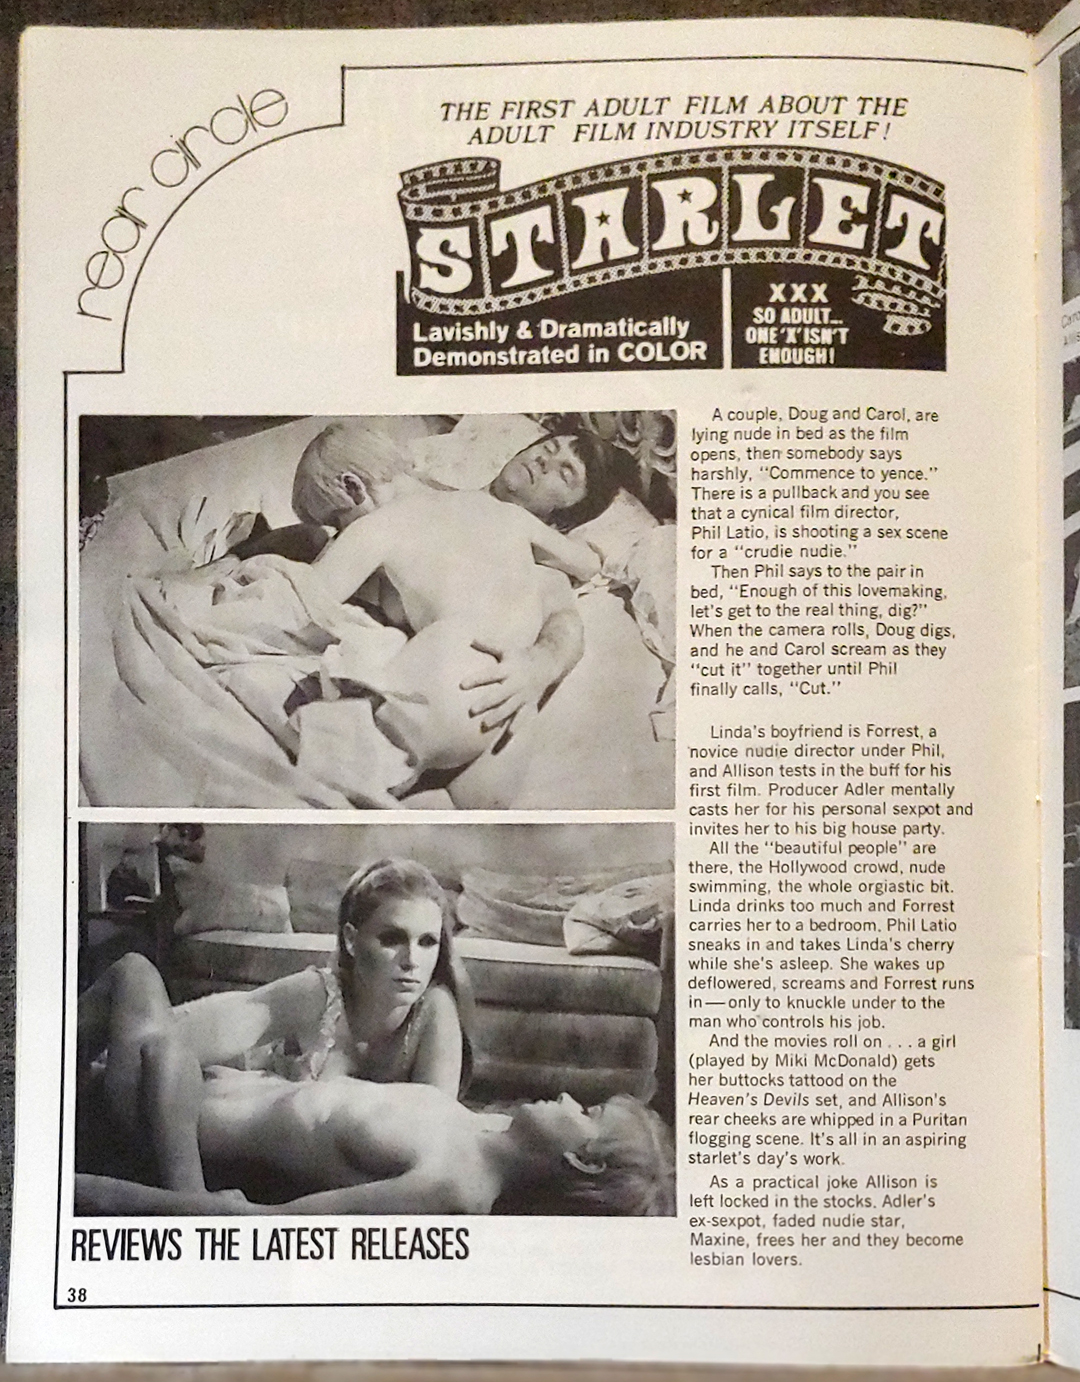 rear circle
THE FIRST ADULT FILM ABOUT THE
ADULT FILM INDUSTRY ITSELF!
STARLET
Lavishly & Dramatically
Demonstrated in COLOR
XXX
SO ADULT...
ONE 'X' ISN'T
ENOUGH!
A couple, Doug and Carol, are
lying nude in bed as the film
opens, then somebody says
harshly, "Commence to yence."
There is a pullback and you see
that a cynical film director,
Phil Latio, is shooting a sex scene
for a "crudie nudie."
Then Phil says to the pair in
bed, "Enough of this lovemaking,
let's get to the real thing, dig?"
When the camera rolls, Doug digs,
and he and Carol scream as they
"cut it" together until Phil
finally calls, "Cut."
Linda's boyfriend is Forrest, a
novice nudie director under Phil,
and Allison tests in the buff for his
first film. Producer Adler mentally
casts her for his personal sexpot and
invites her to his big house party.
All the "beautiful people" are
there, the Hollywood crowd, nude
swimming, the whole orgiastic bit.
Linda drinks too much and Forrest
carries her to a bedroom. Phil Latio
sneaks in and takes Linda's cherry
while she's asleep. She wakes up
deflowered, screams and Forrest runs
in—only to knuckle under to the
man who controls his job.
And the movies roll on . . . a girl
(played by Miki McDonald) gets
her buttocks tattood on the
Heaven's Devils set, and Allison's
rear cheeks are whipped in a Puritan
flogging scene. It's all in an aspiring
starlet's day's work.
As a practical joke Allison is
left locked in the stocks. Adler's
ex-sexpot, faded nudie star,
Maxine, frees her and they become
lesbian lovers.
REVIEWS THE LATEST RELEASES
38